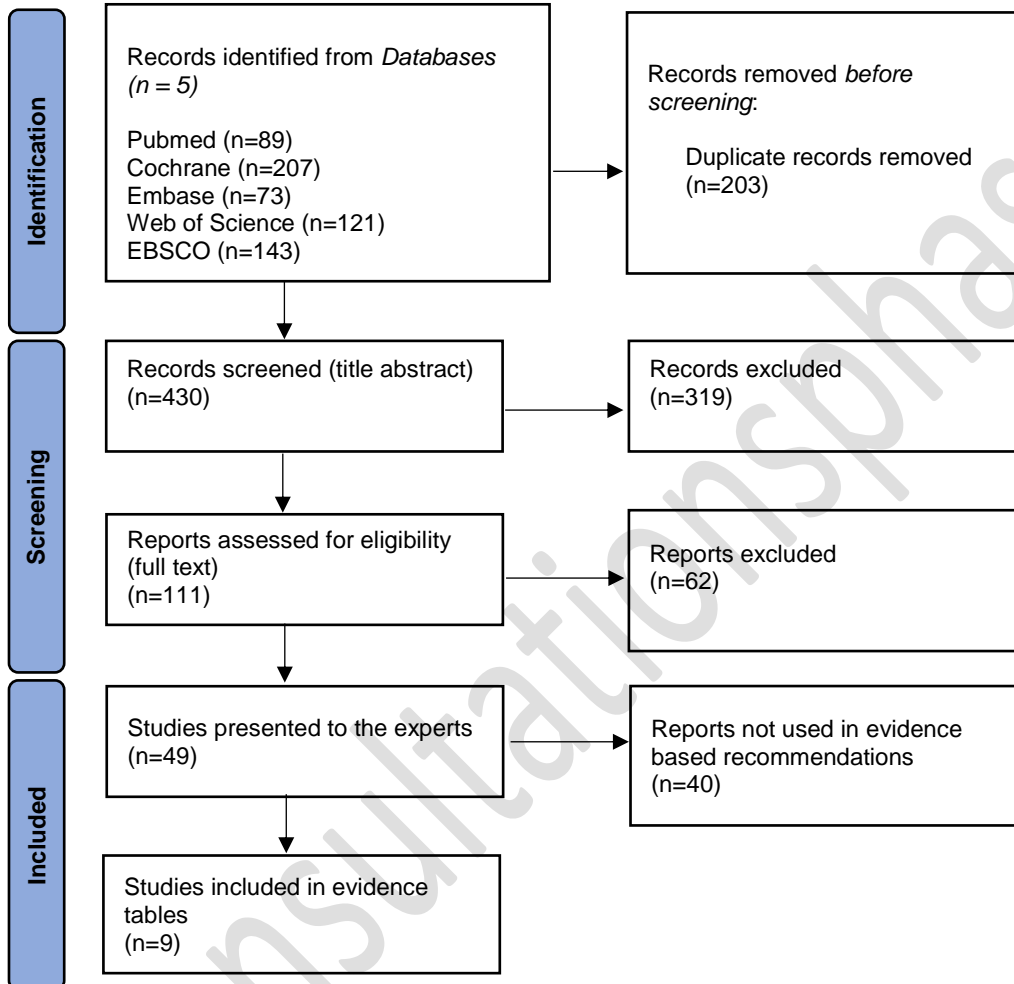 Identification
Records identified from Databases
(n = 5)
Pubmed (n=89)
Cochrane (n=207)
Embase (n=73)
Web of Science (n=121)
EBSCO (n=143)
Records removed before
screening:
Duplicate records removed
(n=203)
Screening
Records screened (title abstract)
(n=430)
Records excluded
(n=319)
Reports assessed for eligibility
(full text)
(n=111)
Reports excluded
(n=62)
Included
Studies presented to the experts
(n=49)
Reports not used in evidence
based recommendations
(n=40)
Studies included in evidence
tables
(n=9)
nsultationsphas